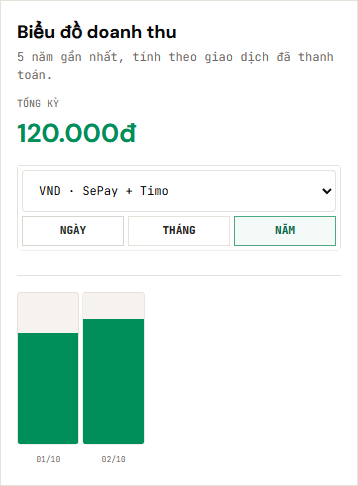 Biểu đồ doanh thu
5 năm gần nhất, tính theo giao dịch đã thanh
toán.
TỔNG KỲ
120.000đ
VND · SePay + Timo
NGÀY
THÁNG
NĂM
01/10
02/10